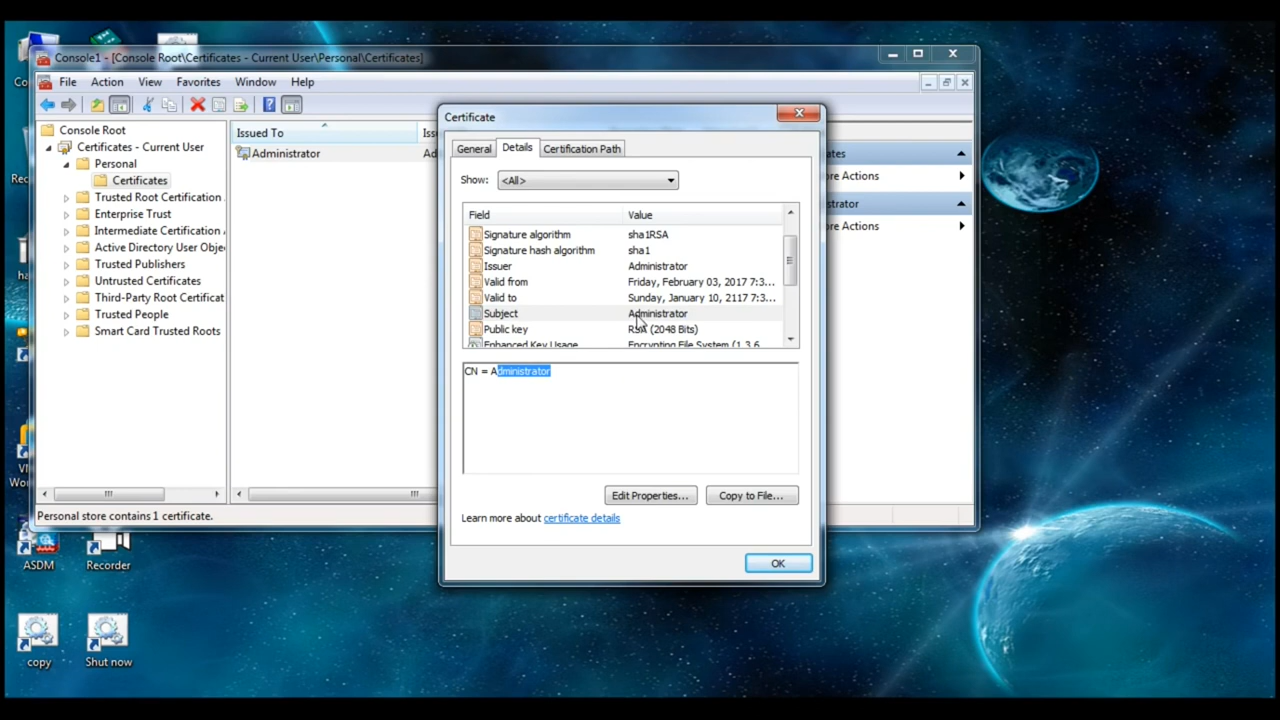 Console1 - [Console Root\Certificates - Current User\Personal\Certificates]
File Action View Favorites Window Help
Console Root
Certificates - Current User
Personal
Certificates
Trusted Root Certification
Enterprise Trust
Intermediate Certification
Active Directory User Obje
Trusted Publishers
Untrusted Certificates
Third-Party Root Certificat
Trusted People
Smart Card Trusted Roots
Issued To
Administrator
Personal store contains 1 certificate.
Certificate
General Details Certification Path
Show: <All>
Field Value
Signature algorithm sha1RSA
Signature hash algorithm sha1
Issuer Administrator
Valid from Friday, February 03, 2017 7:3...
Valid to Sunday, January 10, 2117 7:3...
Subject Administrator
Public key RSA (2048 Bits)
Enhanced Key Usage Encrypting File System (1.3.6
CN = Administrator
Edit Properties... Copy to File...
Learn more about certificate details
OK
Actions
Actions
ASDM
Recorder
copy
Shut now